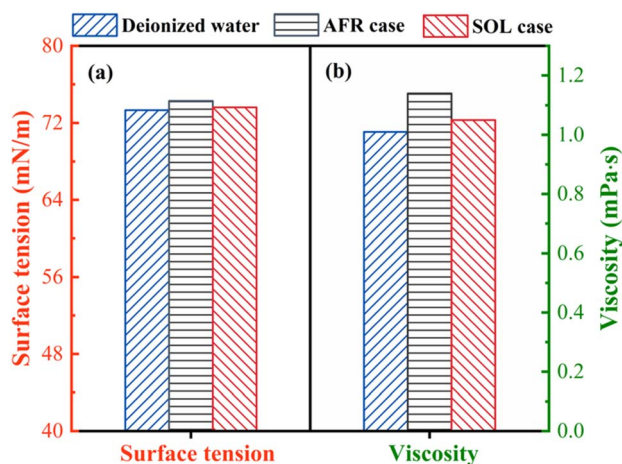 Deionized water AFR case SOL case
(a) (b)
Surface tension (mN/m)
80
72
64
56
48
40
Viscosity (mPa·s)
1.2
1.0
0.8
0.6
0.4
0.2
0.0
Surface tension Viscosity